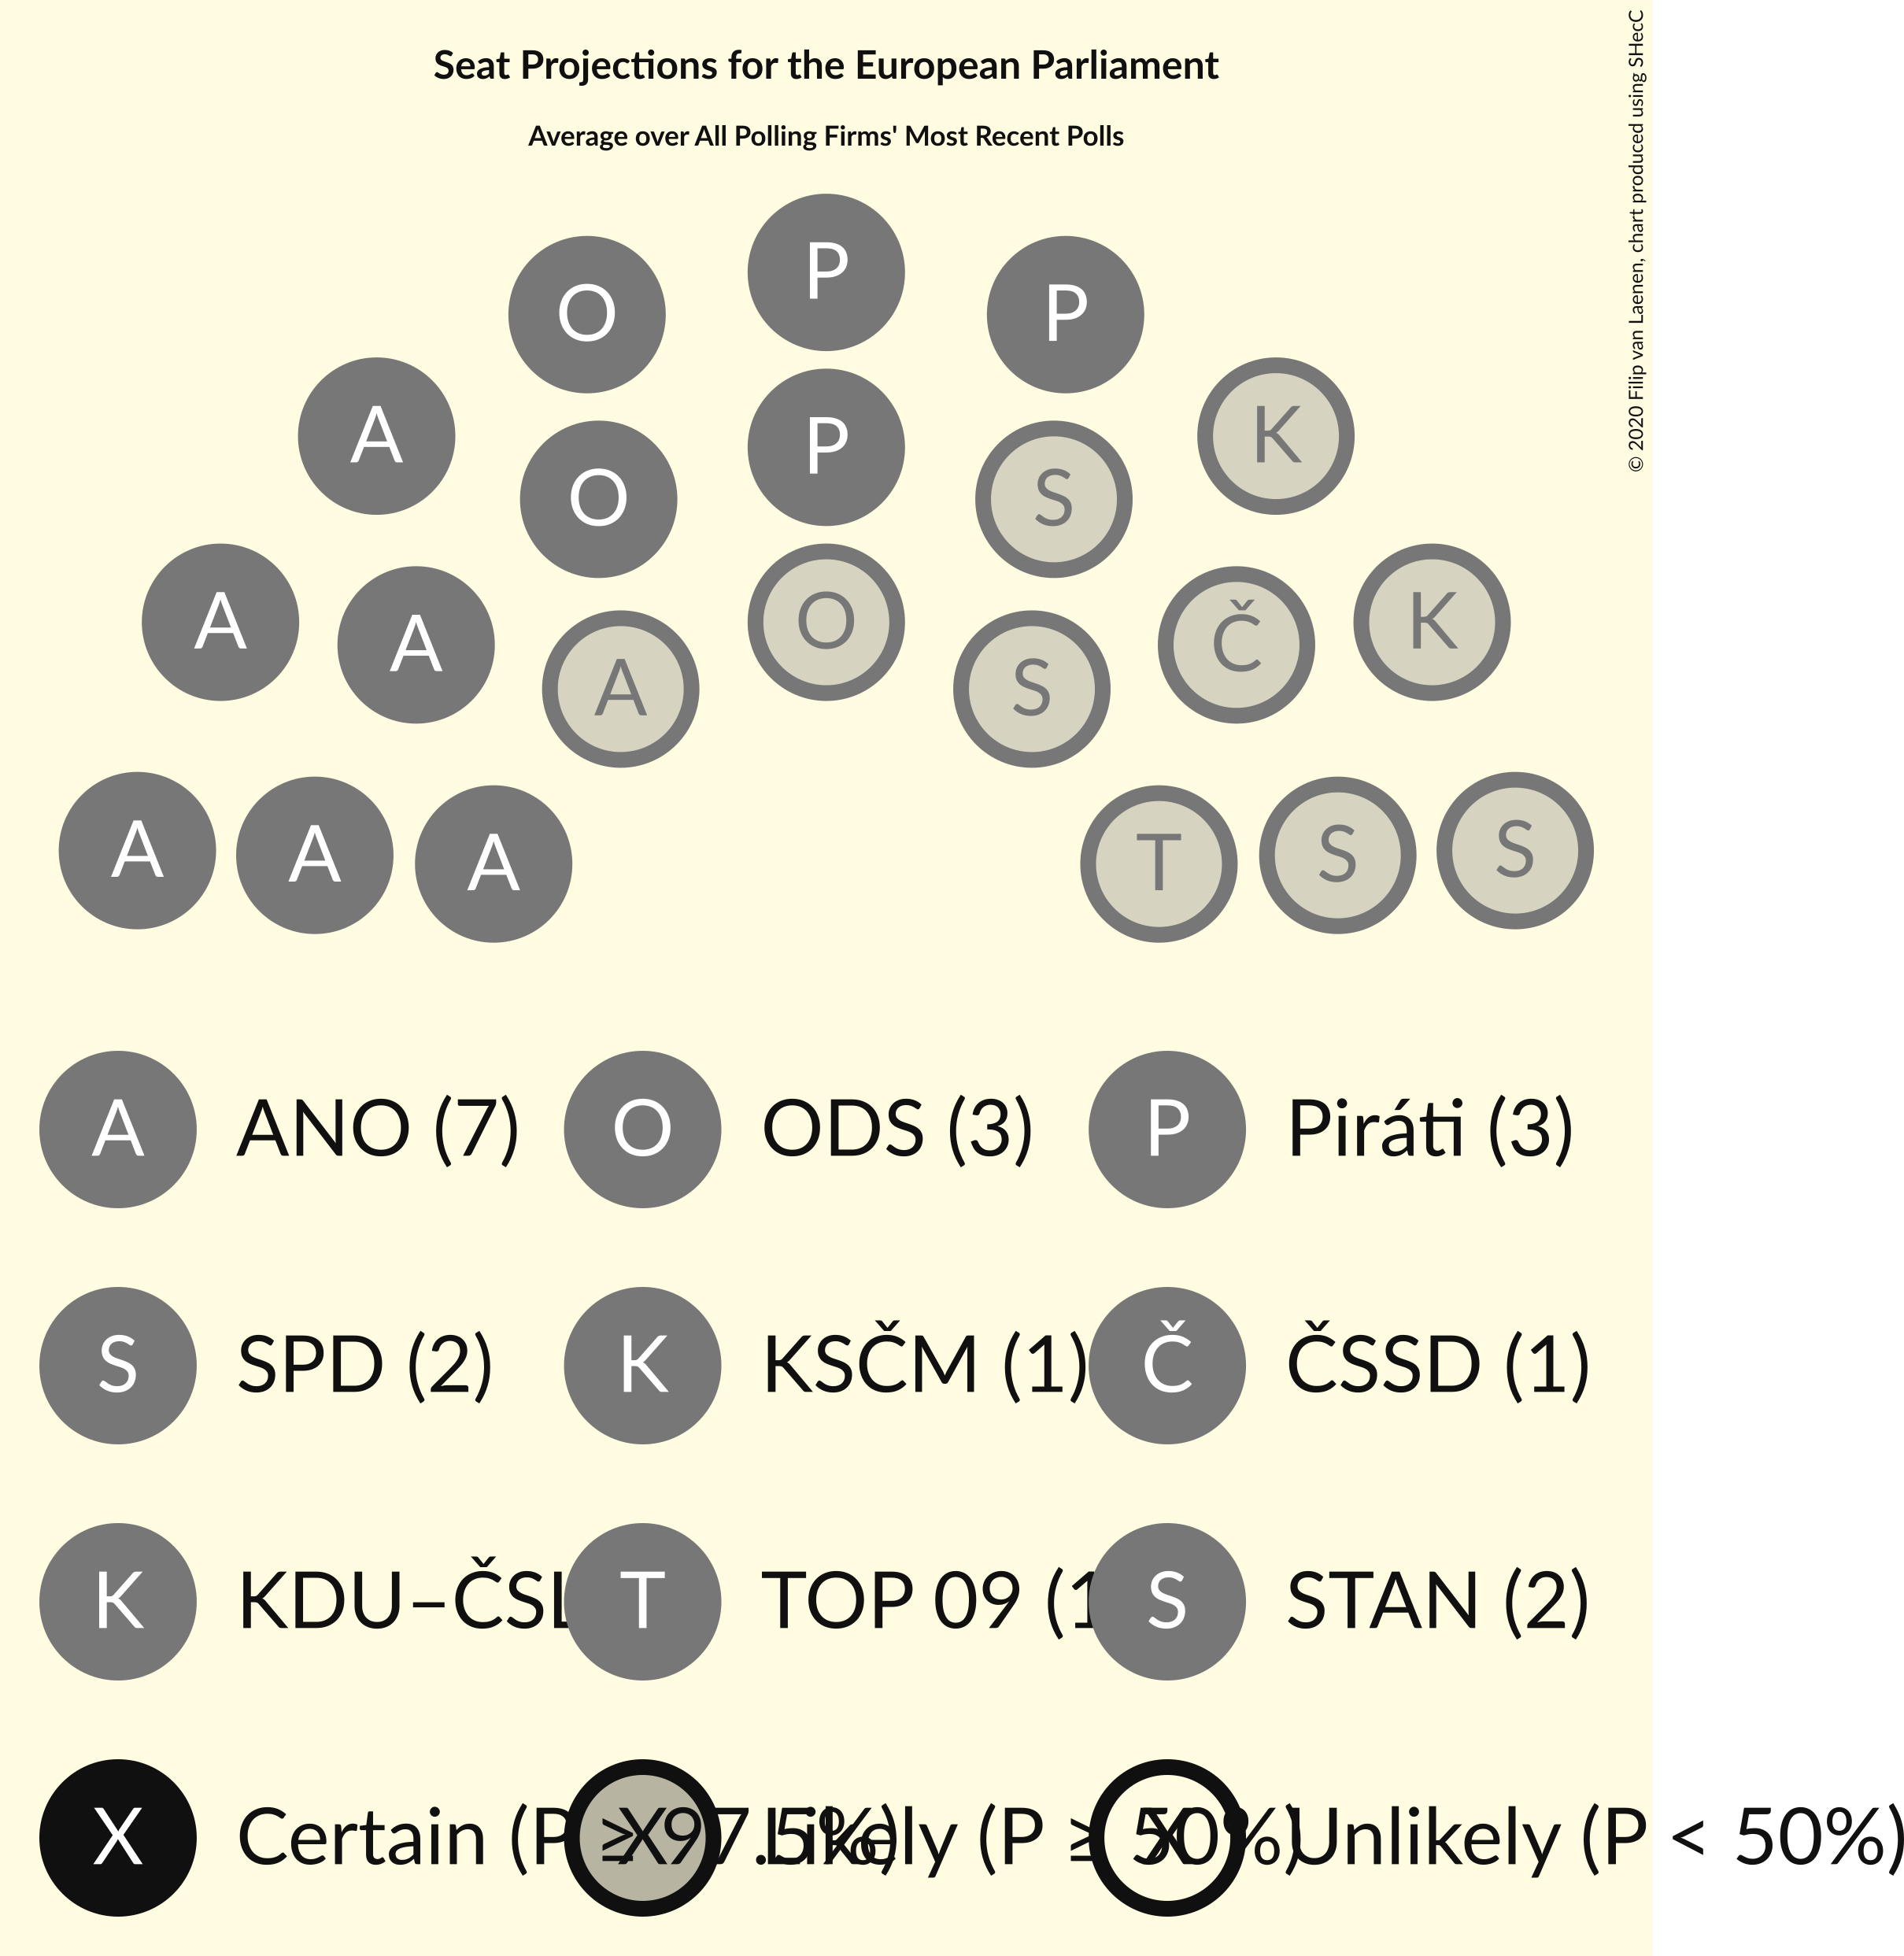 Seat Projections for the European Parliament
Average over All Polling Firms' Most Recent Polls
© 2020 Filip van Laenen, chart produced using SHecC
P
O P
A K
P
O S
A A O Č K
A S
A A A T S S
A ANO (7) O ODS (3) P Piráti (3)
S SPD (2) K KSČM (1) Č ČSSD (1)
K KDU–ČSL T TOP 09 (1 S STAN (2)
X Certain (P ≥ 97.5%) X Likely (P ≥ 50%) X Unlikely (P < 50%)